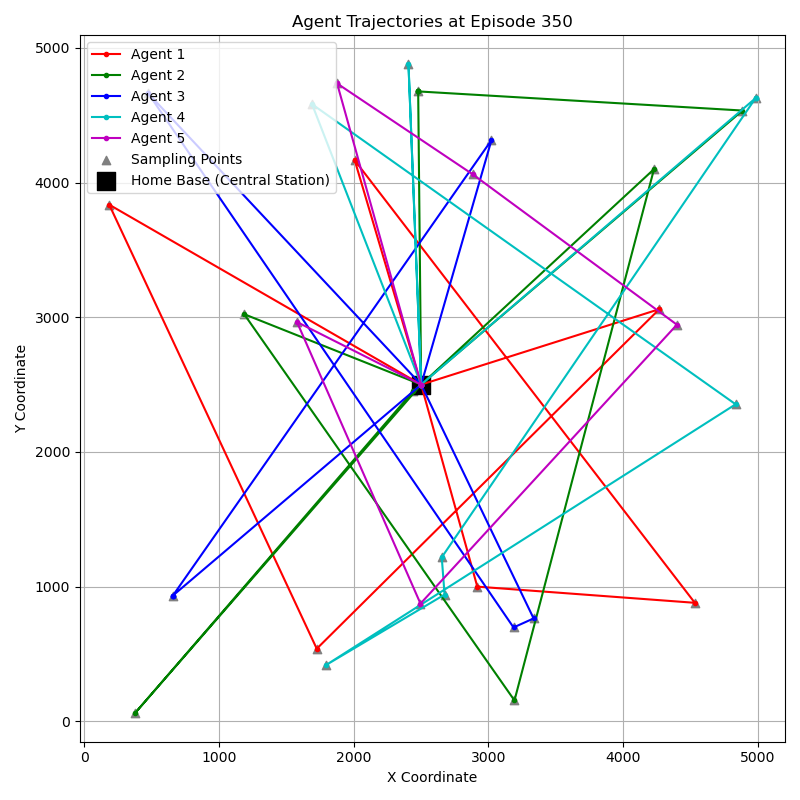 Agent Trajectories at Episode 350
Agent 1
Agent 2
Agent 3
Agent 4
Agent 5
Sampling Points
Home Base (Central Station)
5000
4000
3000
2000
1000
0
Y Coordinate
0 1000 2000 3000 4000 5000
X Coordinate